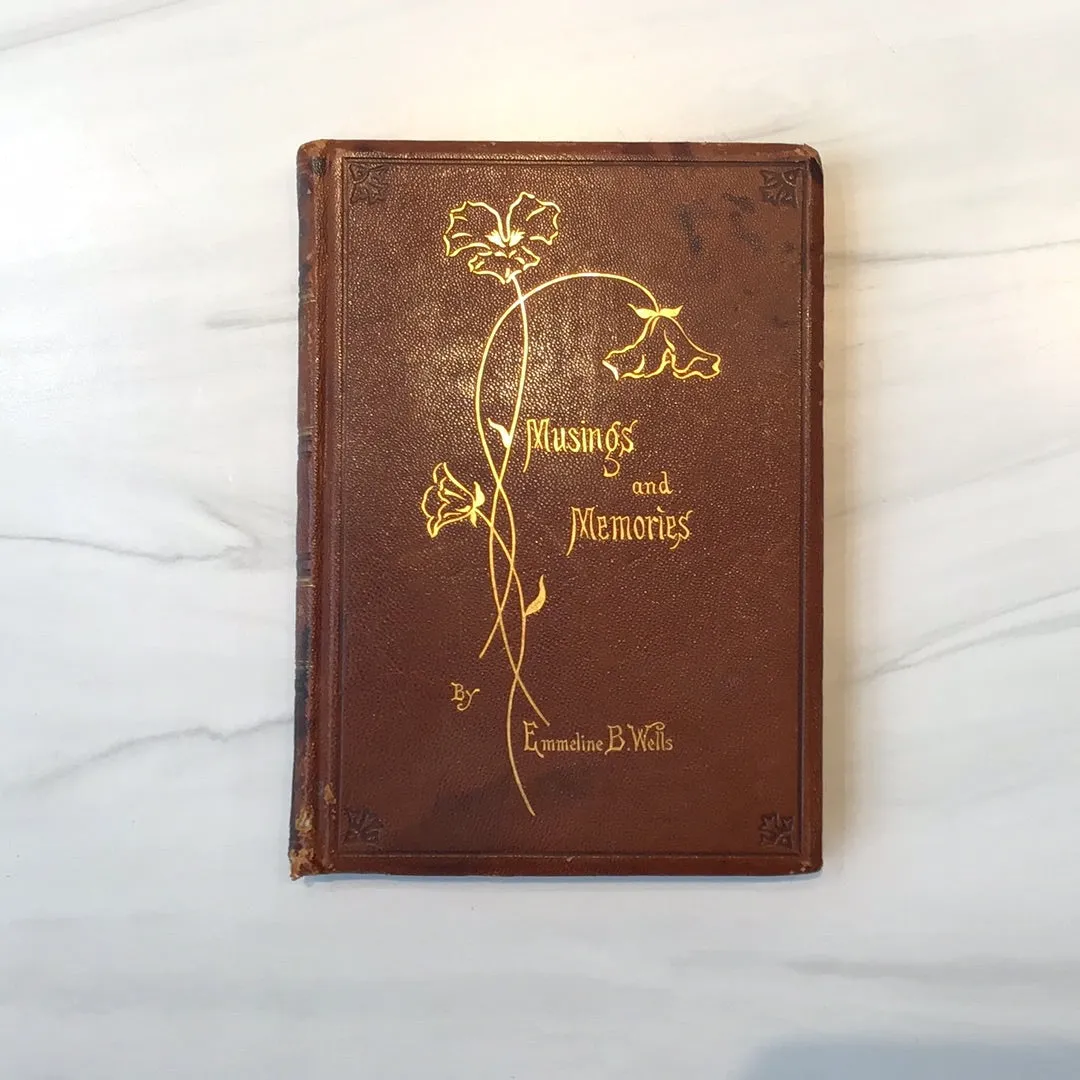 Musings
and
Memories
By
Emmeline B. Wells